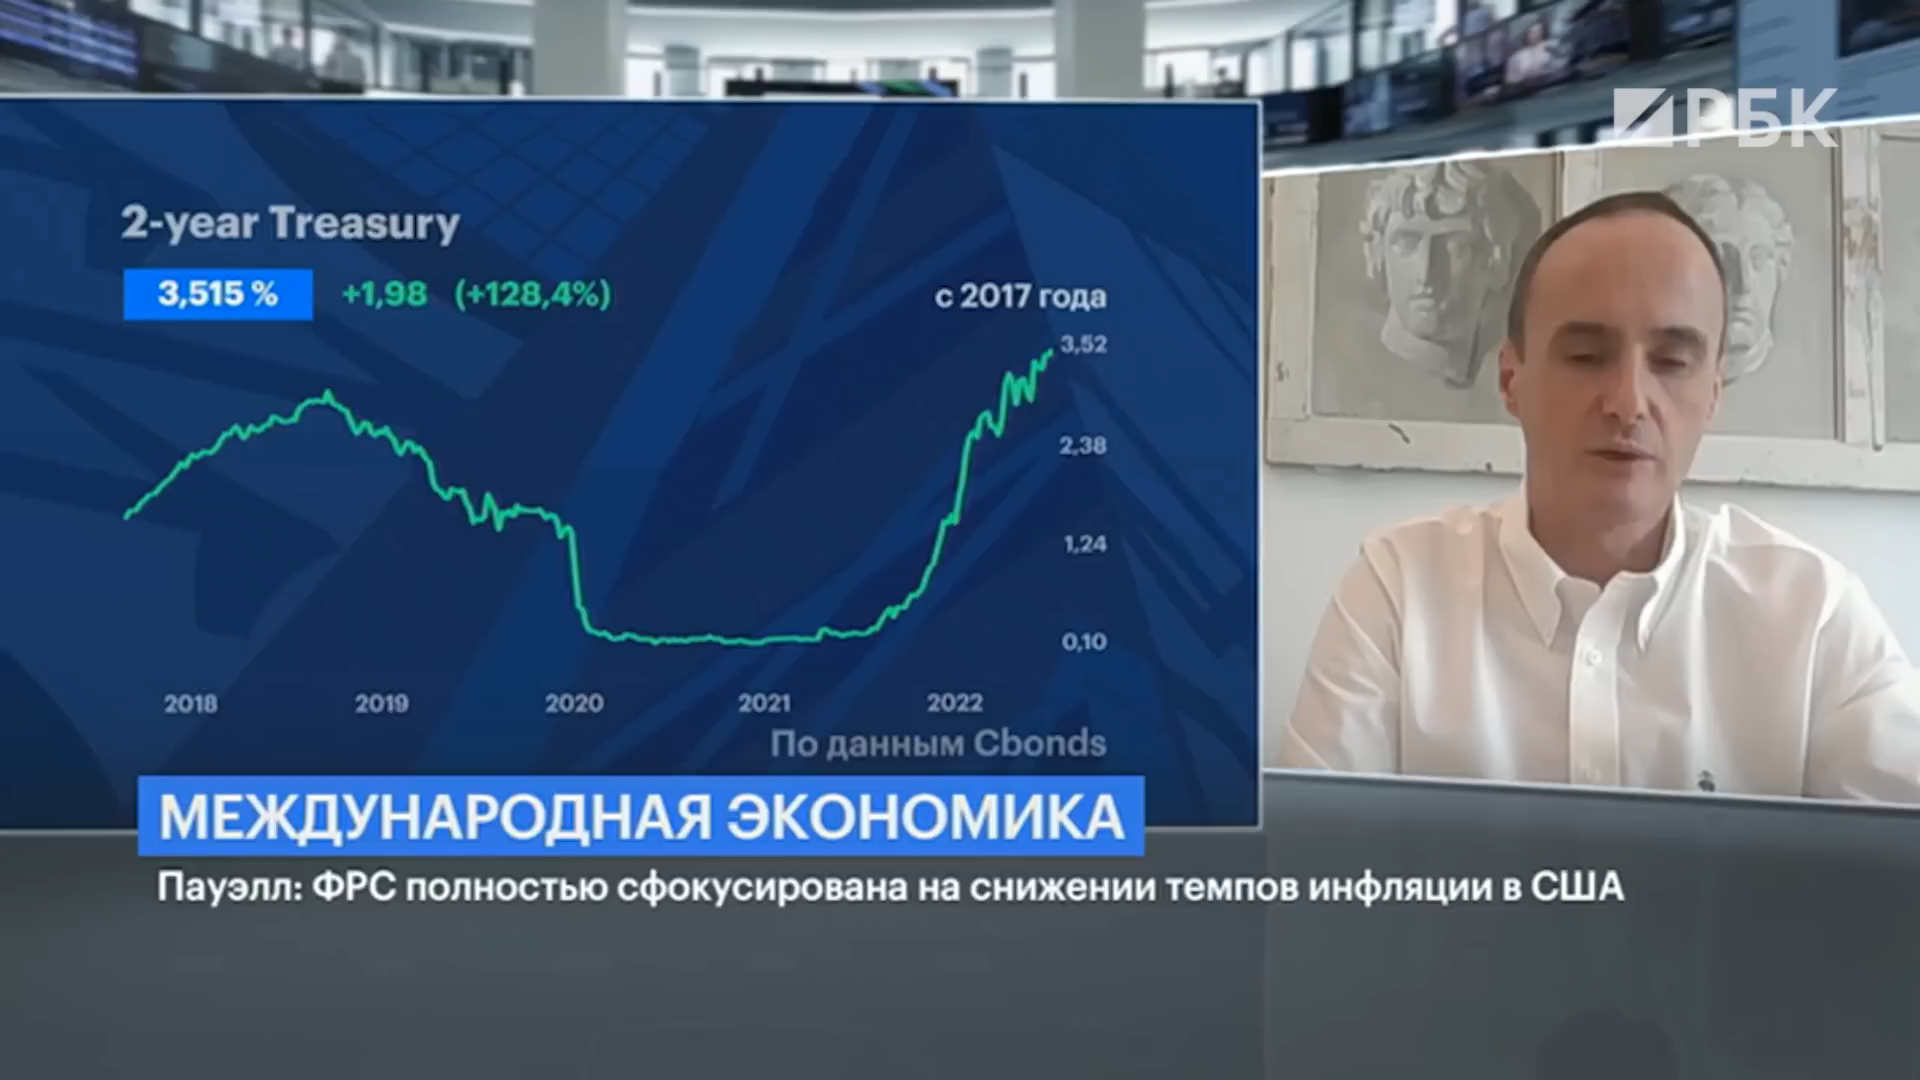 РБК
2-year Treasury
3,515 % +1,98 (+128,4%)
с 2017 года
3,52
2,38
1,24
0,10
2018 2019 2020 2021 2022
По данным Cbonds
МЕЖДУНАРОДНАЯ ЭКОНОМИКА
Пауэлл: ФРС полностью сфокусирована на снижении темпов инфляции в США